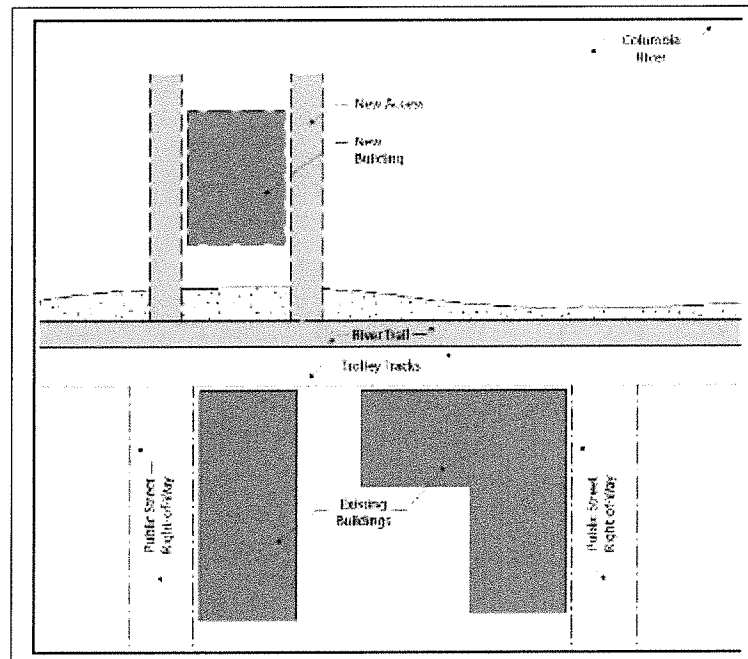 Columbia
River
New Access
New
Building
River Trail
Trolley Tracks
Public Street
Right-of-Way
Existing
Buildings
Public Street
Right-of-Way